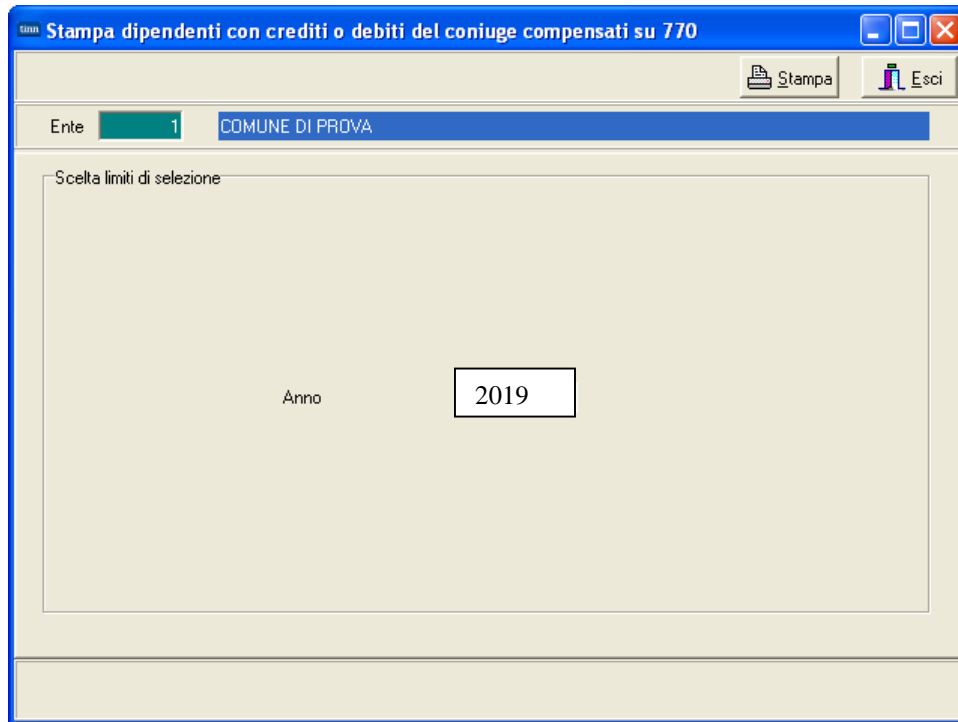 tinn Stampa dipendenti con crediti o debiti del coniuge compensati su 770
Stampa Esci
Ente 1 COMUNE DI PROVA
Scelta limiti di selezione
Anno 2019